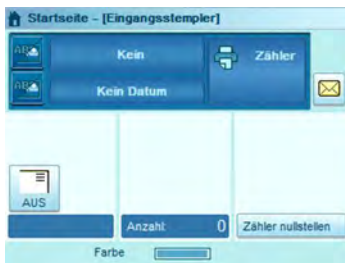 Startseite – [Eingangsstempler]
Kein
Zähler
Kein Datum
AUS
Anzahl: 0
Zähler nullstellen
Farbe